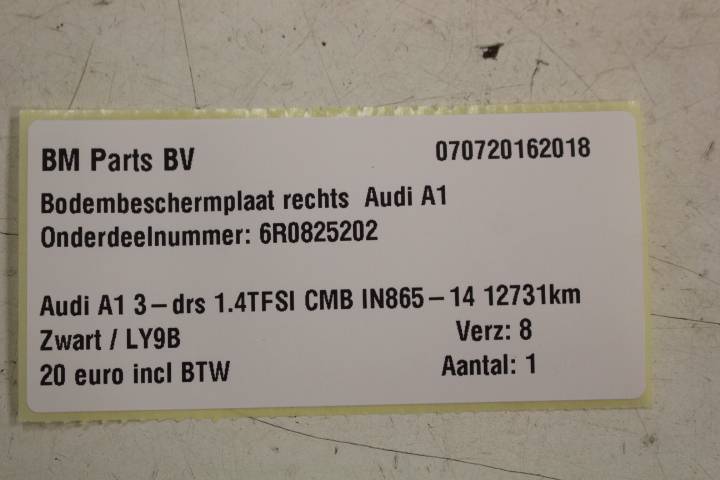 BM Parts BV 070720162018
Bodembeschermplaat rechts Audi A1
Onderdeelnummer: 6R0825202
Audi A1 3-drs 1.4TFSI CMB IN865-14 12731km
Zwart / LY9B Verz: 8
20 euro incl BTW Aantal: 1